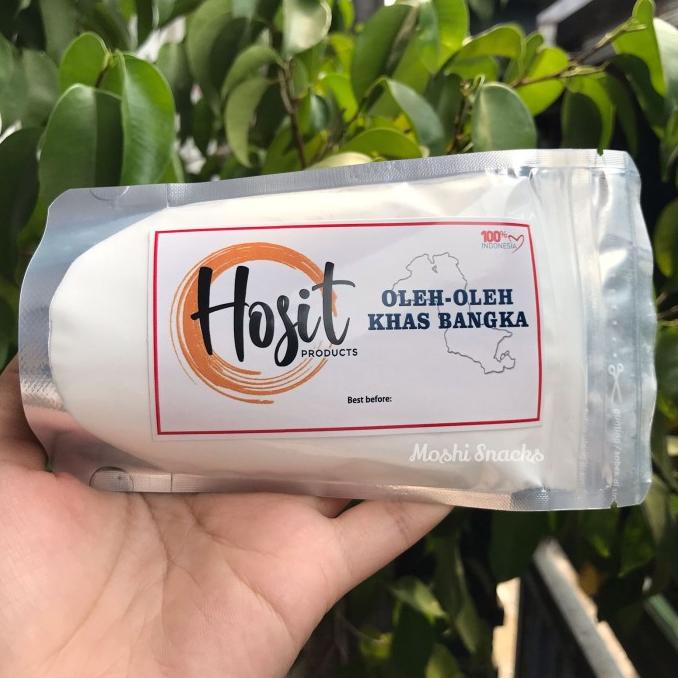 100%
INDONESIA
Hosit
PRODUCTS
OLEH-OLEH
KHAS BANGKA
Best before:
Moshi Snacks